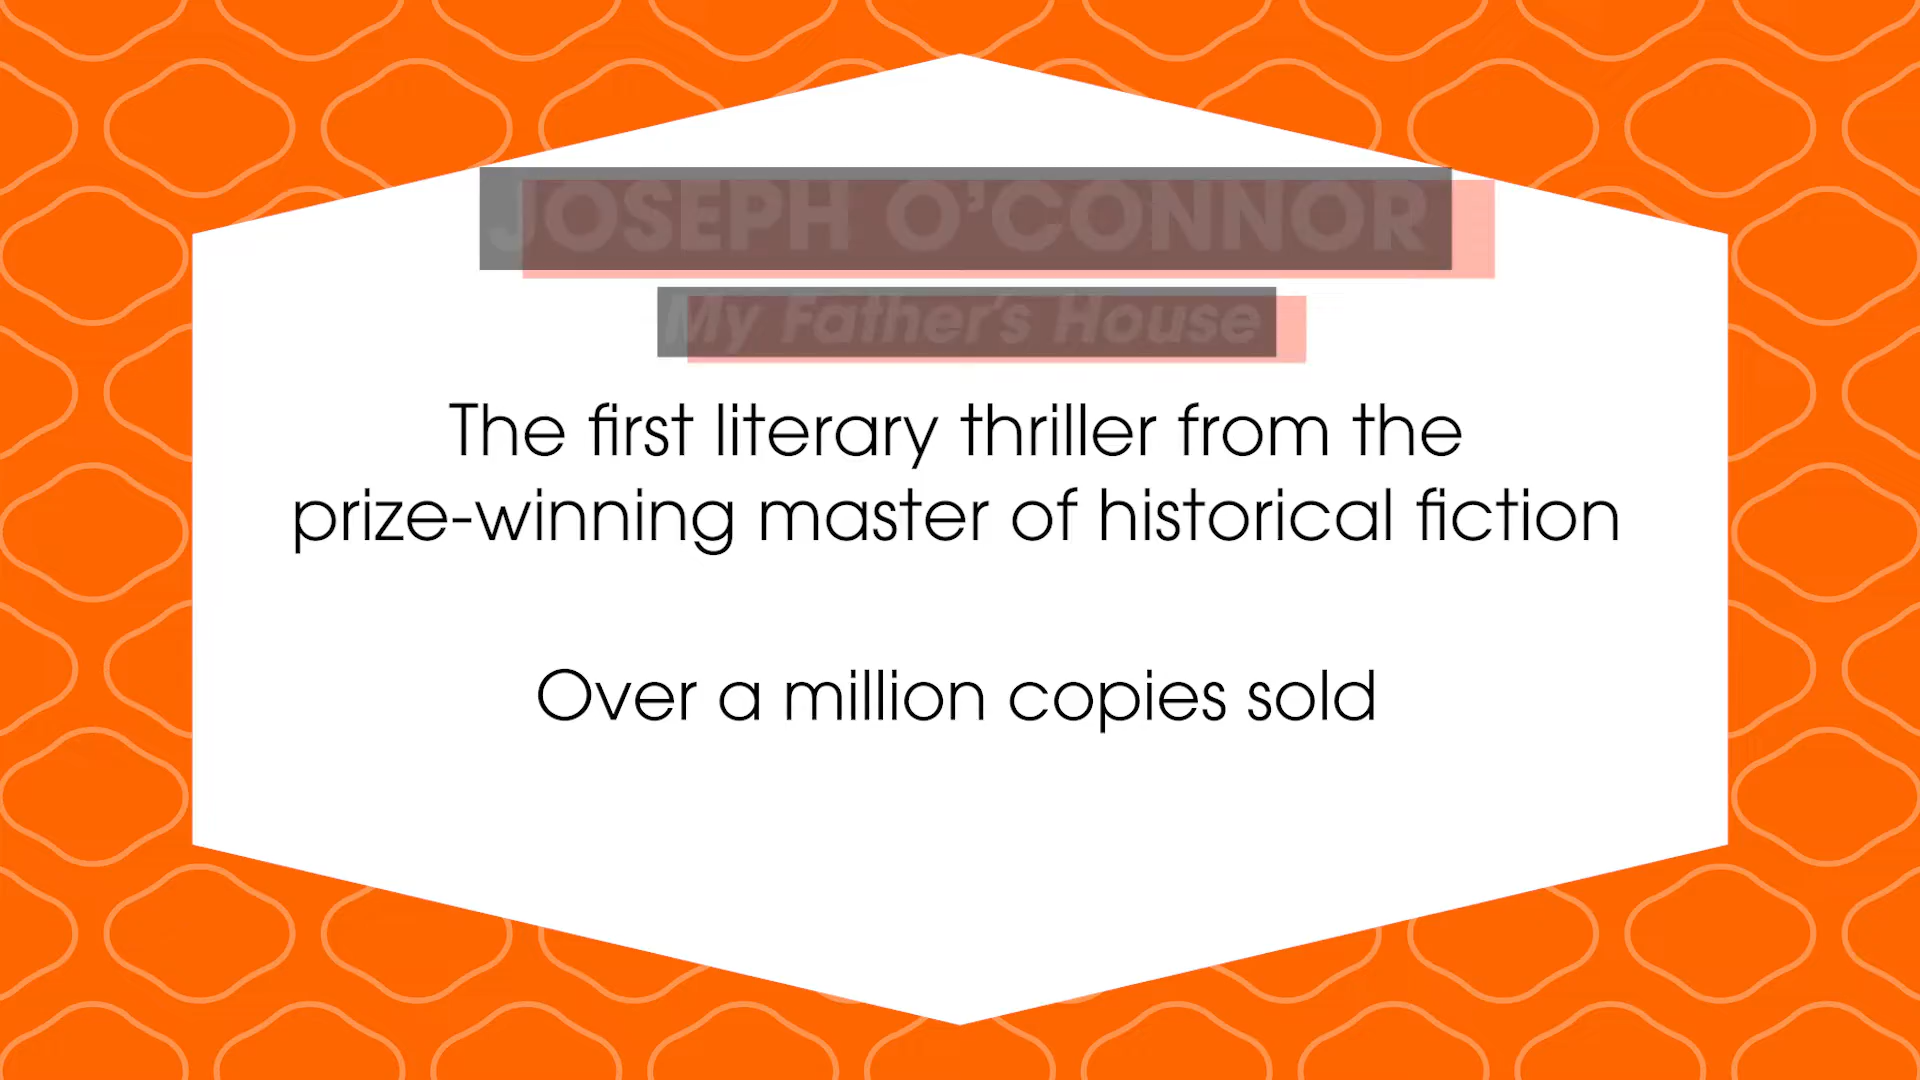 JOSEPH O'CONNOR
My Father's House
The first literary thriller from the
prize-winning master of historical fiction
Over a million copies sold